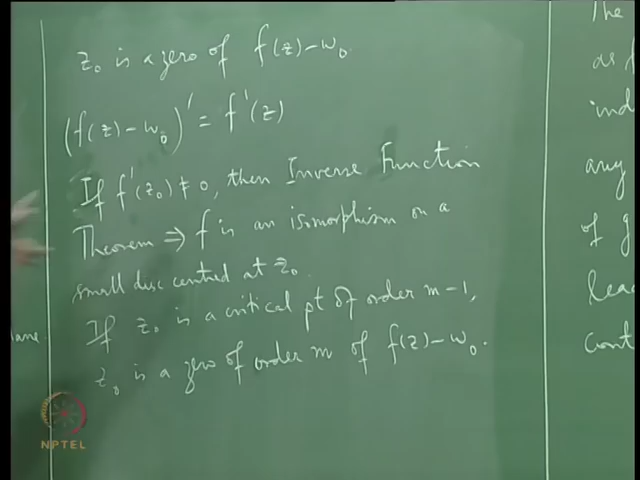 z₀ is a zero of f(z)-w₀
(f(z)-w₀)' = f'(z)
If f'(z₀) ≠ 0, then Inverse Function
Theorem ⇒ f is an isomorphism on a
small disc centred at z₀.
If z₀ is a critical pt of order m-1,
z₀ is a zero of order m of f(z)-w₀.
The
as
ind
any
of g
lea
cont
lane
NPTEL